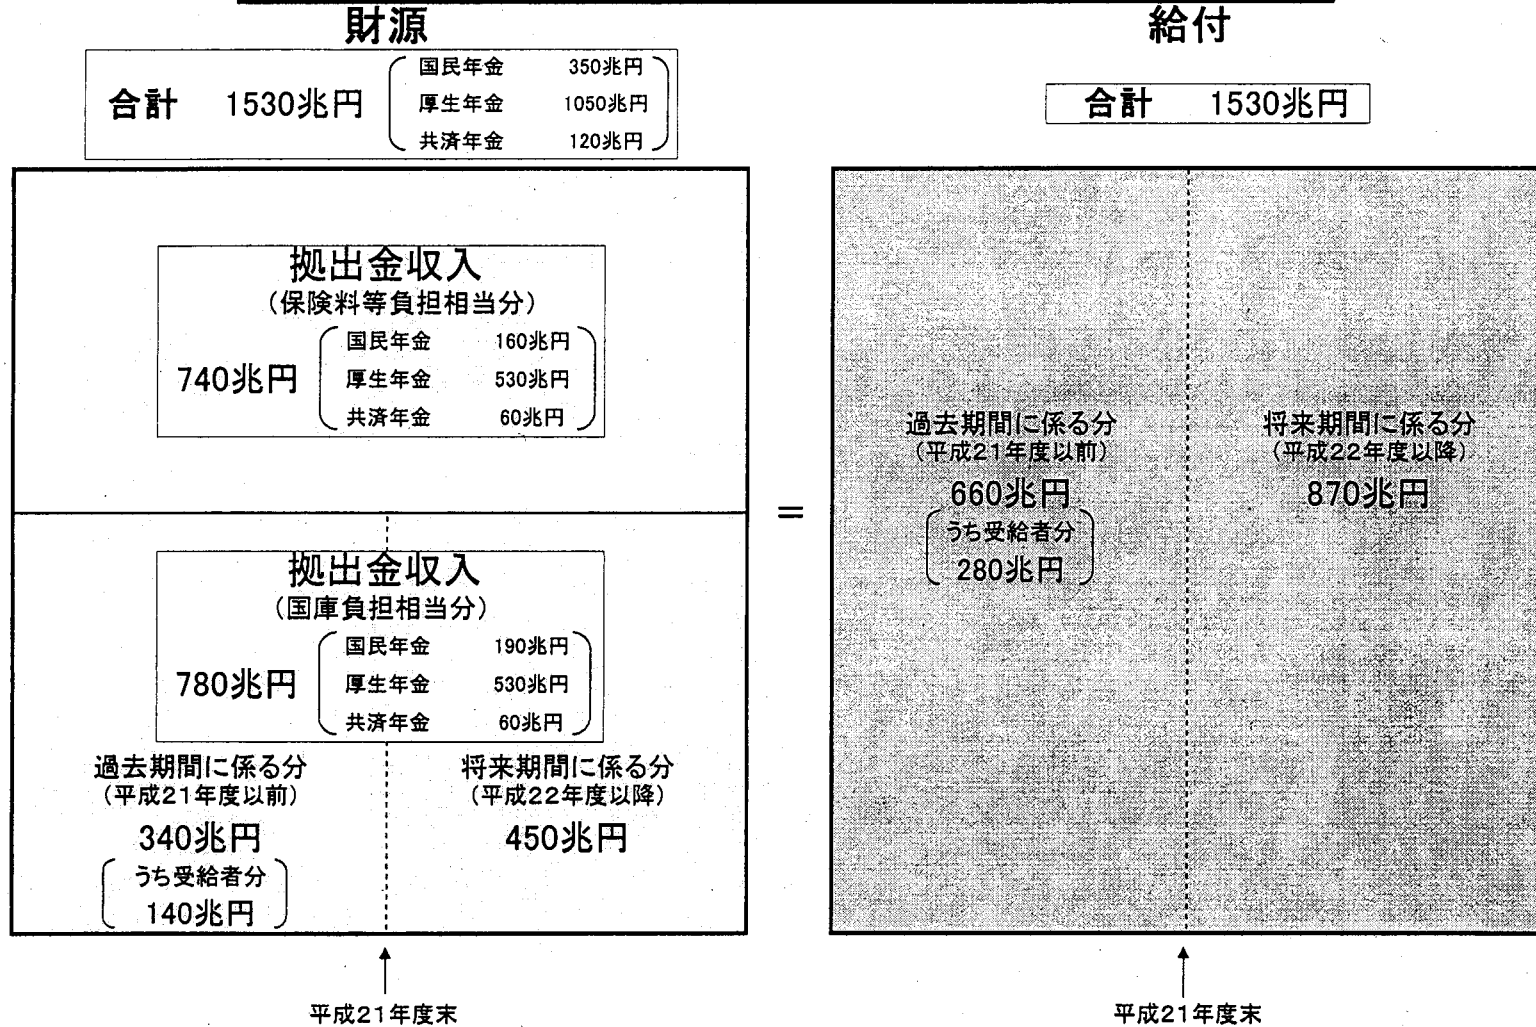 財源
合計 1530兆円
国民年金 350兆円
厚生年金 1050兆円
共済年金 120兆円
拠出金収入
（保険料等負担相当分）
740兆円
国民年金 160兆円
厚生年金 530兆円
共済年金 60兆円
拠出金収入
（国庫負担相当分）
780兆円
国民年金 190兆円
厚生年金 530兆円
共済年金 60兆円
過去期間に係る分
（平成21年度以前）
340兆円
うち受給者分
140兆円
将来期間に係る分
（平成22年度以降）
450兆円
平成21年度末
＝
給付
合計 1530兆円
過去期間に係る分
（平成21年度以前）
660兆円
うち受給者分
280兆円
将来期間に係る分
（平成22年度以降）
870兆円
平成21年度末